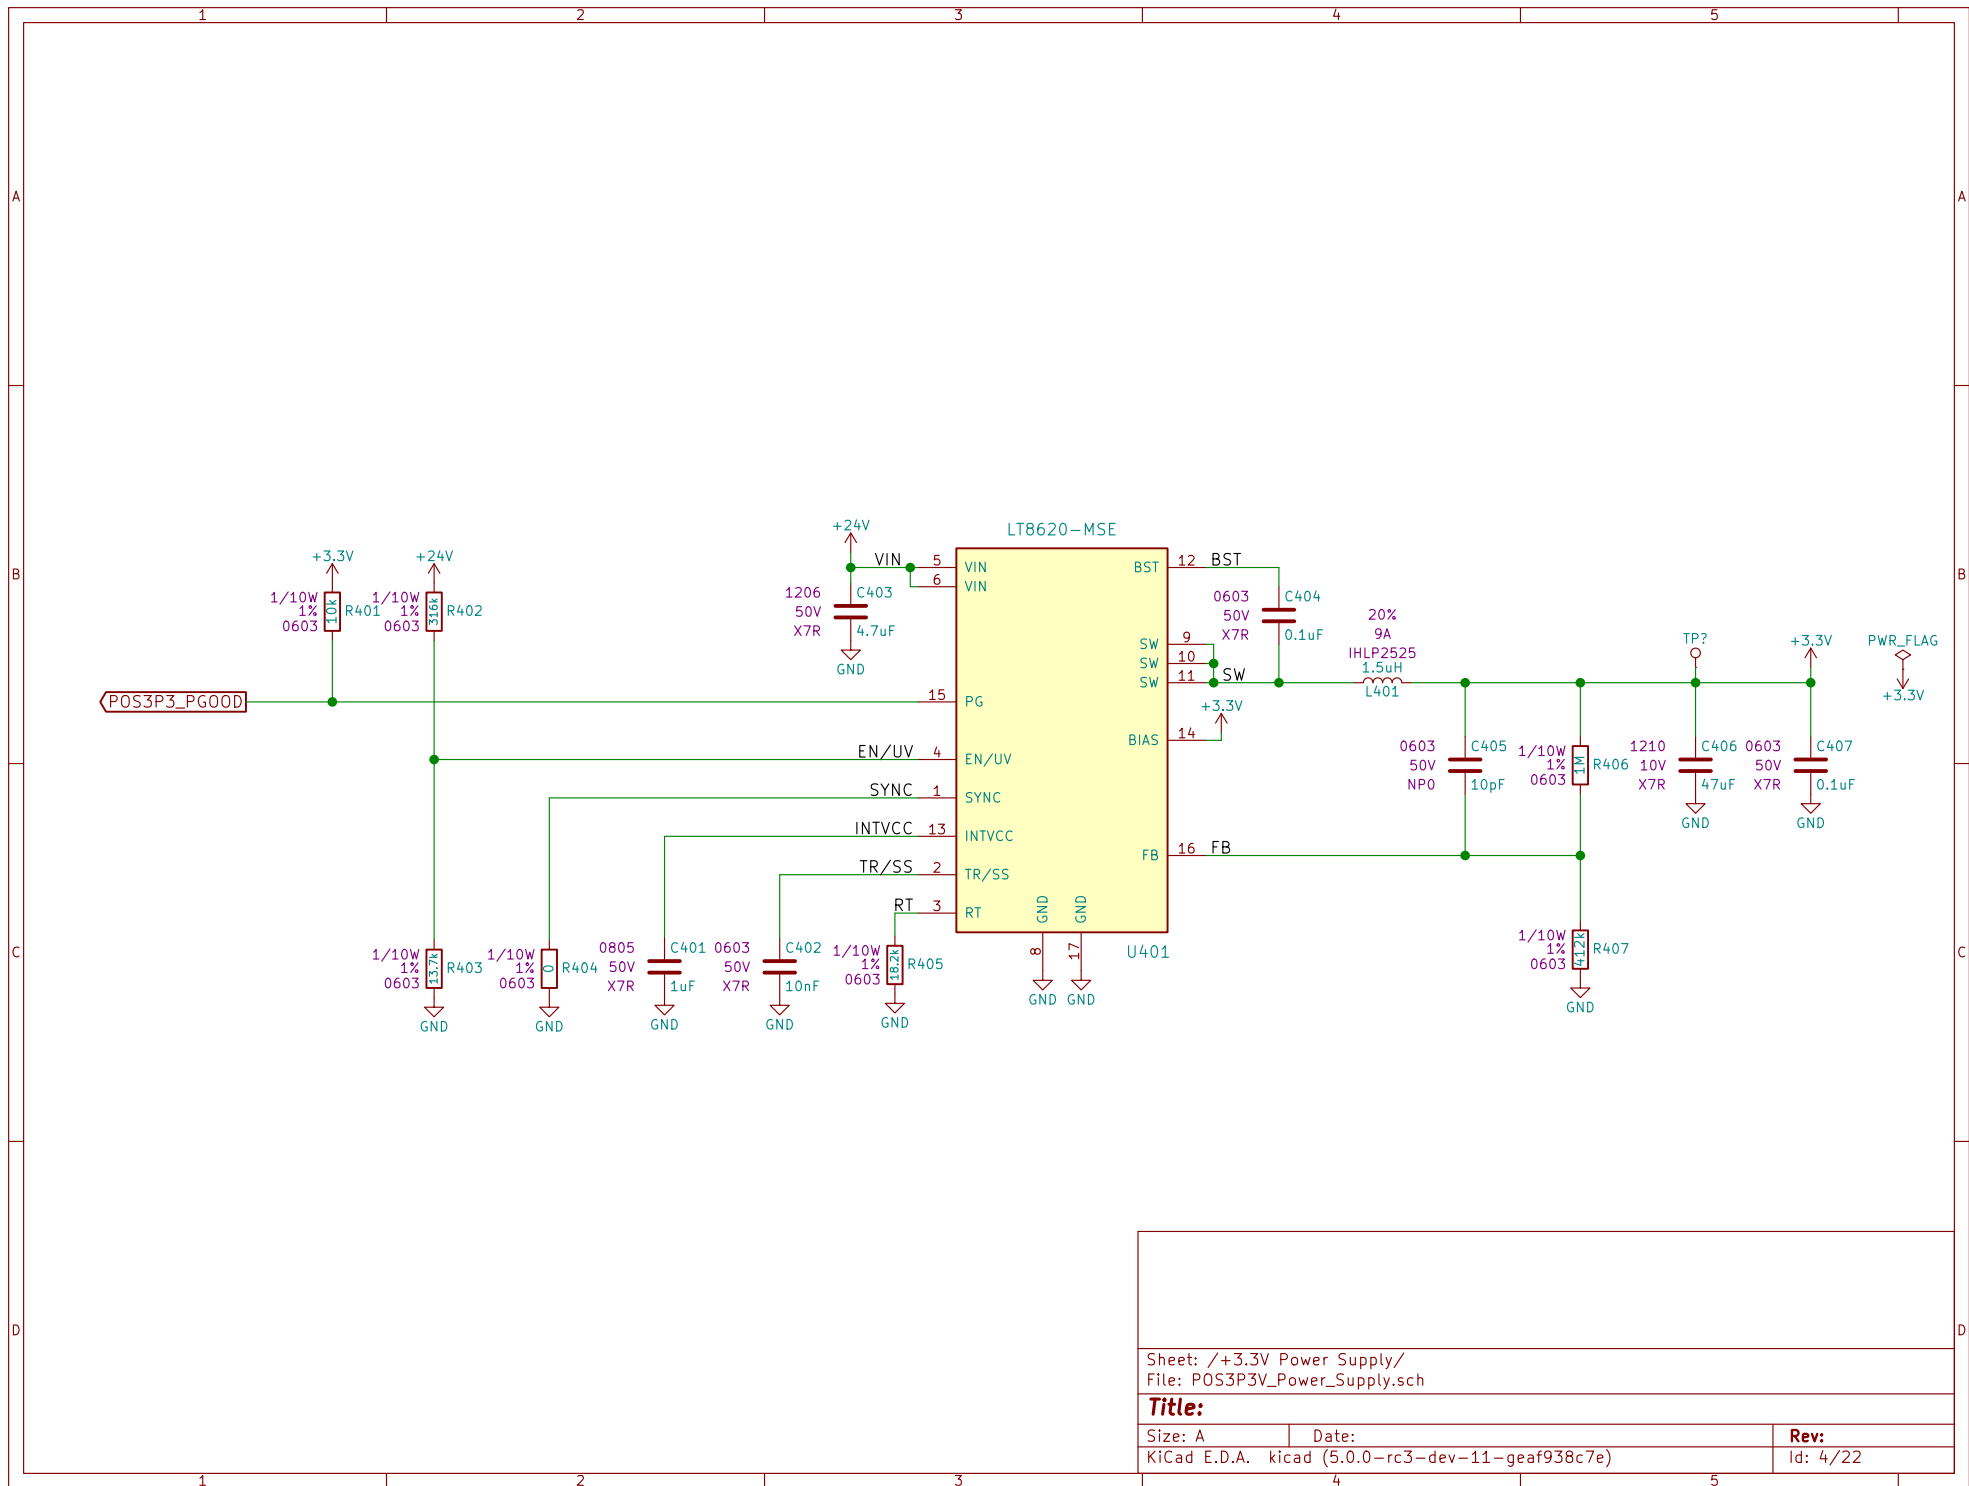 1 2 3 4 5
A A
B B
C C
D D
+24V
LT8620-MSE
VIN 5 VIN
6 VIN
1206 C403
50V
X7R 4.7uF
GND
+3.3V
1/10W
1% 10k R401
0603
+24V
1/10W
1% 316k R402
0603
POS3P3_PGOOD
15 PG
EN/UV 4 EN/UV
SYNC 1 SYNC
INTVCC 13 INTVCC
TR/SS 2 TR/SS
RT 3 RT
1/10W
1% 13.7k R403
0603
GND
1/10W
1% 0 R404
0603
GND
0805 C401
50V
X7R 1uF
GND
0603 C402
50V
X7R 10nF
GND
1/10W
1% 18.2k R405
0603
GND
BST 12 BST
SW 9
SW 10
SW 11 SW
+3.3V
BIAS 14
FB 16 FB
GND GND
8 17
GND GND
U401
0603 C404
50V
X7R 0.1uF
20%
9A
IHLP2525
1.5uH
L401
0603 C405
50V
NP0 10pF
1/10W
1% 1M R406
0603
TP?
1210 C406
10V
X7R 47uF
GND
+3.3V
0603 C407
50V
X7R 0.1uF
GND
PWR_FLAG
+3.3V
1/10W
1% 412k R407
0603
GND
Sheet: /+3.3V Power Supply/
File: POS3P3V_Power_Supply.sch
Title:
Size: A Date: Rev:
KiCad E.D.A. kicad (5.0.0-rc3-dev-11-geaf938c7e) Id: 4/22
1 2 3 4 5